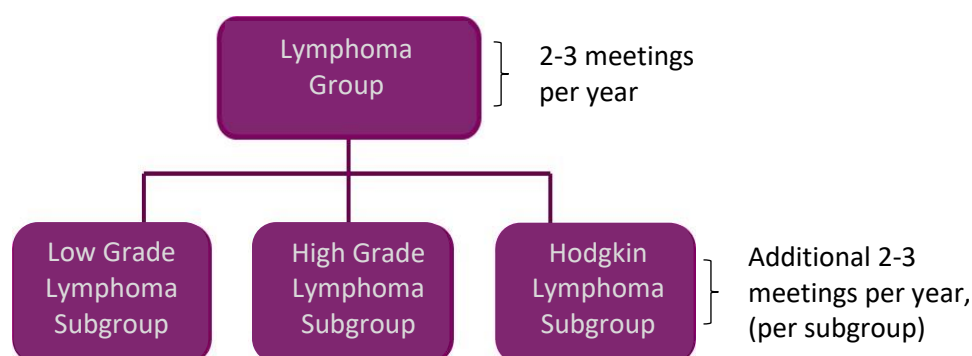 Lymphoma
Group
2-3 meetings
per year
Low Grade
Lymphoma
Subgroup
High Grade
Lymphoma
Subgroup
Hodgkin
Lymphoma
Subgroup
Additional 2-3
meetings per year,
(per subgroup)